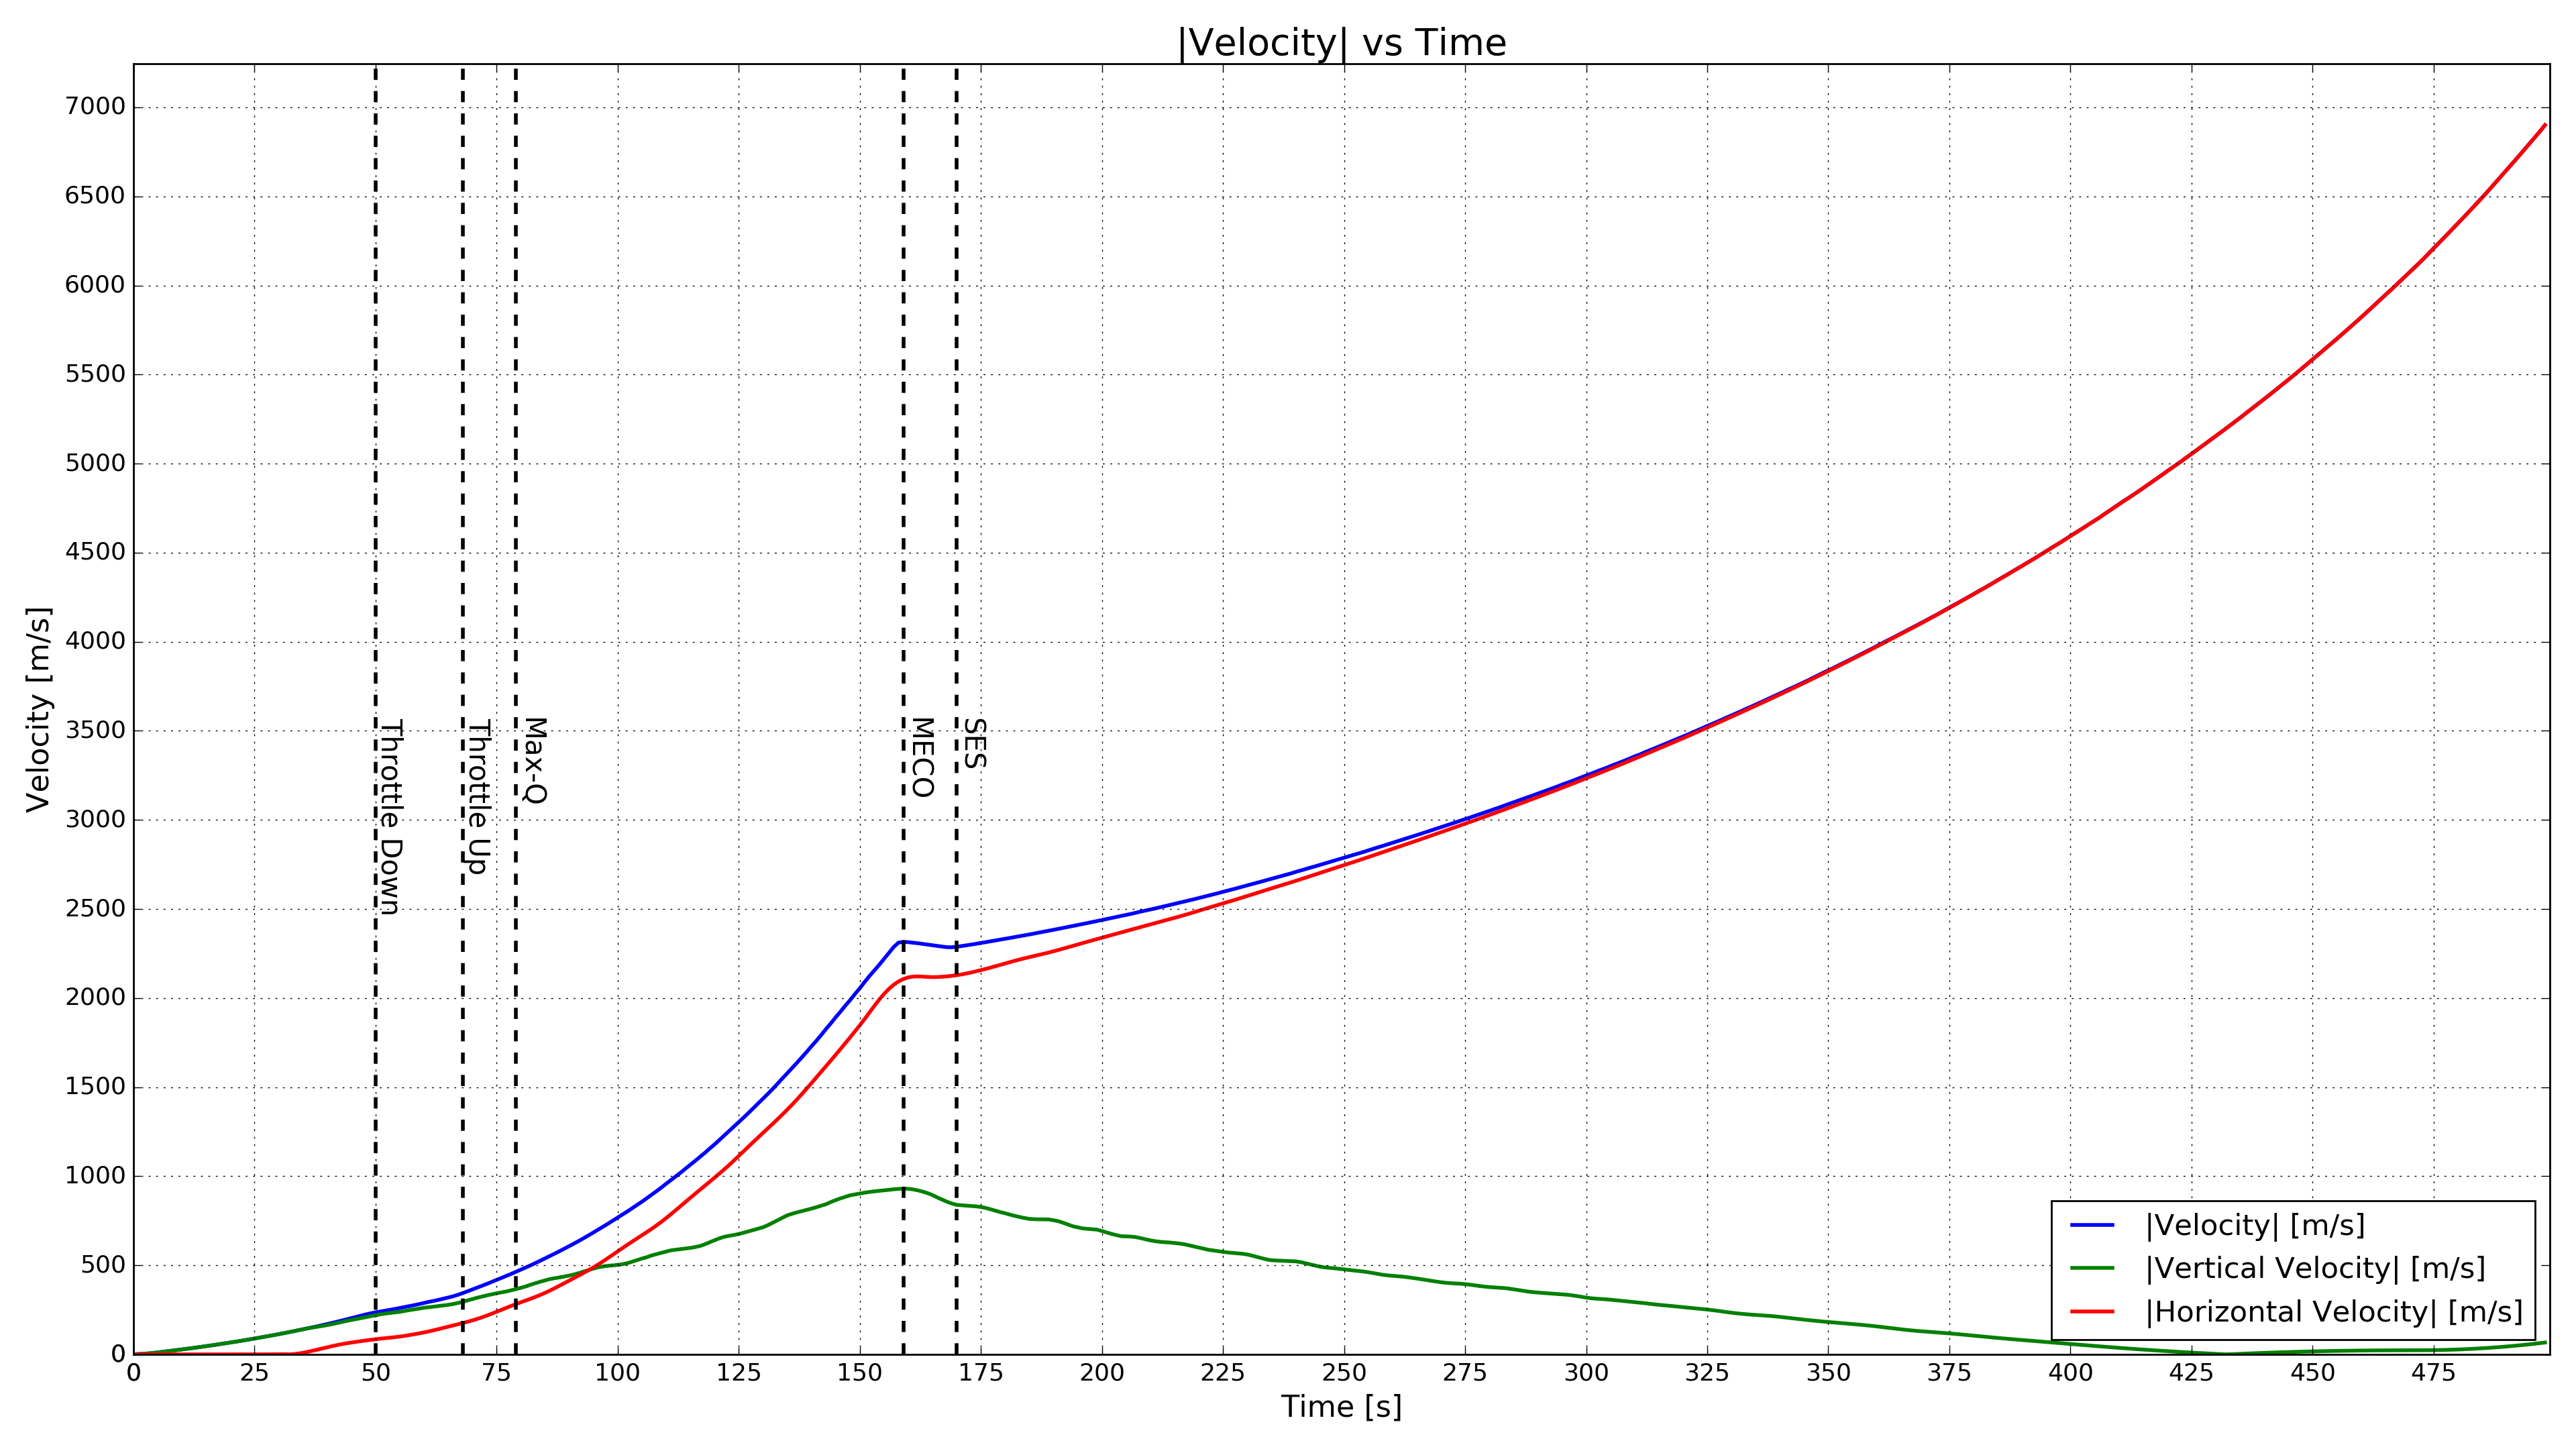 |Velocity| vs Time
Velocity [m/s]
7000
6500
6000
5500
5000
4500
4000
3500
3000
2500
2000
1500
1000
500
0
Throttle Down
Throttle Up
Max-Q
MECO
SES
|Velocity| [m/s]
|Vertical Velocity| [m/s]
|Horizontal Velocity| [m/s]
0 25 50 75 100 125 150 175 200 225 250 275 300 325 350 375 400 425 450 475
Time [s]